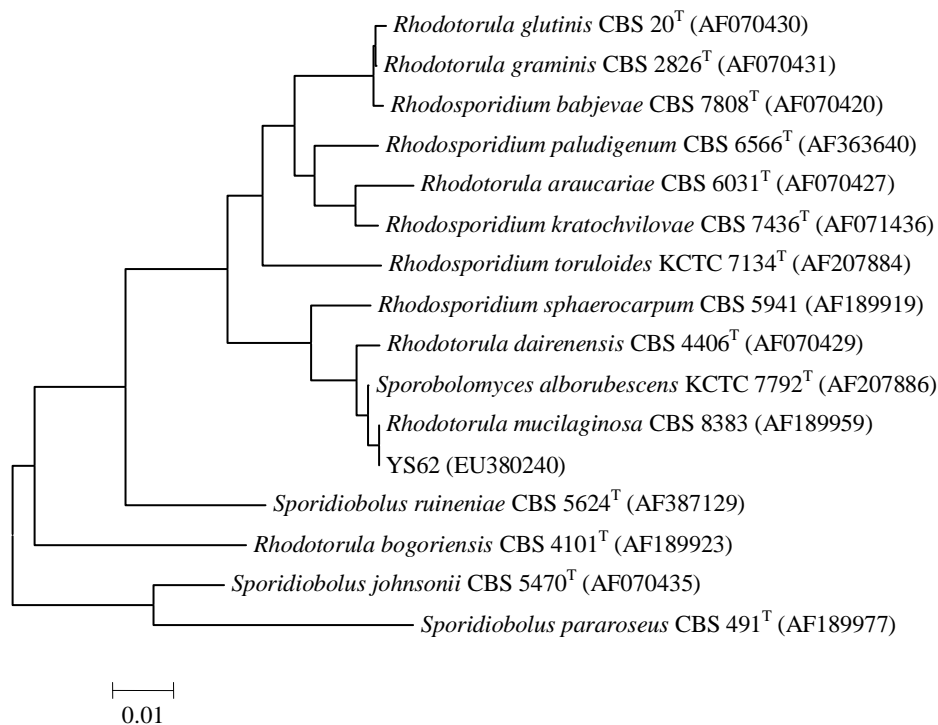 Rhodotorula glutinis CBS 20T (AF070430)
Rhodotorula graminis CBS 2826T (AF070431)
Rhodosporidium babjevae CBS 7808T (AF070420)
Rhodosporidium paludigenum CBS 6566T (AF363640)
Rhodotorula araucariae CBS 6031T (AF070427)
Rhodosporidium kratochvilovae CBS 7436T (AF071436)
Rhodosporidium toruloides KCTC 7134T (AF207884)
Rhodosporidium sphaerocarpum CBS 5941 (AF189919)
Rhodotorula dairenensis CBS 4406T (AF070429)
Sporobolomyces alborubescens KCTC 7792T (AF207886)
Rhodotorula mucilaginosa CBS 8383 (AF189959)
YS62 (EU380240)
Sporidiobolus ruineniae CBS 5624T (AF387129)
Rhodotorula bogoriensis CBS 4101T (AF189923)
Sporidiobolus johnsonii CBS 5470T (AF070435)
Sporidiobolus pararoseus CBS 491T (AF189977)
0.01